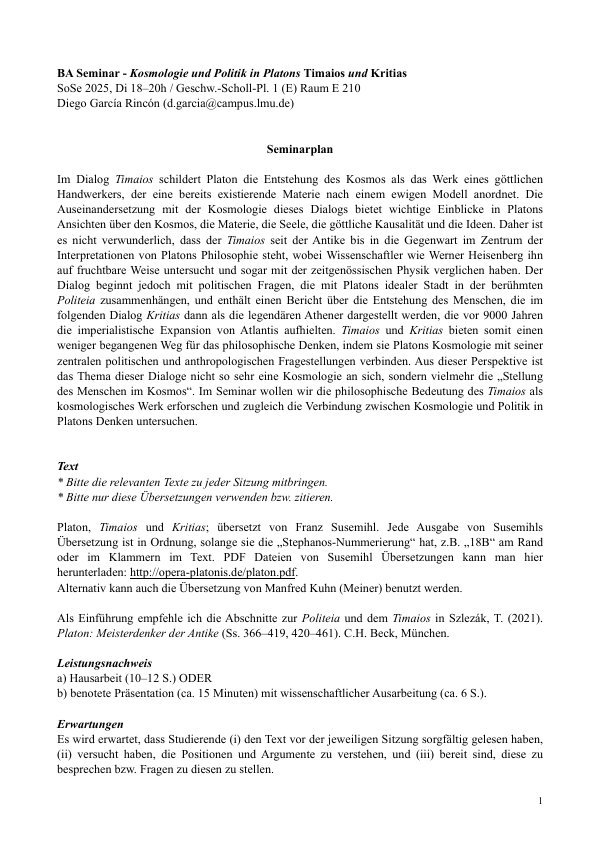 BA Seminar - Kosmologie und Politik in Platons Timaios und Kritias
SoSe 2025, Di 18–20h / Geschw.-Scholl-Pl. 1 (E) Raum E 210
Diego García Rincón (d.garcia@campus.lmu.de)
Seminarplan
Im Dialog Timaios schildert Platon die Entstehung des Kosmos als das Werk eines göttlichen
Handwerkers, der eine bereits existierende Materie nach einem ewigen Modell anordnet. Die
Auseinandersetzung mit der Kosmologie dieses Dialogs bietet wichtige Einblicke in Platons
Ansichten über den Kosmos, die Materie, die Seele, die göttliche Kausalität und die Ideen. Daher ist
es nicht verwunderlich, dass der Timaios seit der Antike bis in die Gegenwart im Zentrum der
Interpretationen von Platons Philosophie steht, wobei Wissenschaftler wie Werner Heisenberg ihn
auf fruchtbare Weise untersucht und sogar mit der zeitgenössischen Physik verglichen haben. Der
Dialog beginnt jedoch mit politischen Fragen, die mit Platons idealer Stadt in der berühmten
Politeia zusammenhängen, und enthält einen Bericht über die Entstehung des Menschen, die im
folgenden Dialog Kritias dann als die legendären Athener dargestellt werden, die vor 9000 Jahren
die imperialistische Expansion von Atlantis aufhielten. Timaios und Kritias bieten somit einen
weniger begangenen Weg für das philosophische Denken, indem sie Platons Kosmologie mit seiner
zentralen politischen und anthropologischen Fragestellungen verbinden. Aus dieser Perspektive ist
das Thema dieser Dialoge nicht so sehr eine Kosmologie an sich, sondern vielmehr die „Stellung
des Menschen im Kosmos“. Im Seminar wollen wir die philosophische Bedeutung des Timaios als
kosmologisches Werk erforschen und zugleich die Verbindung zwischen Kosmologie und Politik in
Platons Denken untersuchen.
Text
* Bitte die relevanten Texte zu jeder Sitzung mitbringen.
* Bitte nur diese Übersetzungen verwenden bzw. zitieren.
Platon, Timaios und Kritias; übersetzt von Franz Susemihl. Jede Ausgabe von Susemihls
Übersetzung ist in Ordnung, solange sie die „Stephanos-Nummerierung“ hat, z.B. „18B“ am Rand
oder im Klammern im Text. PDF Dateien von Susemihl Übersetzungen kann man hier
herunterladen: http://opera-platonis.de/platon.pdf.
Alternativ kann auch die Übersetzung von Manfred Kuhn (Meiner) benutzt werden.
Als Einführung empfehle ich die Abschnitte zur Politeia und dem Timaios in Szlezák, T. (2021).
Platon: Meisterdenker der Antike (Ss. 366–419, 420–461). C.H. Beck, München.
Leistungsnachweis
a) Hausarbeit (10–12 S.) ODER
b) benotete Präsentation (ca. 15 Minuten) mit wissenschaftlicher Ausarbeitung (ca. 6 S.).
Erwartungen
Es wird erwartet, dass Studierende (i) den Text vor der jeweiligen Sitzung sorgfältig gelesen haben,
(ii) versucht haben, die Positionen und Argumente zu verstehen, und (iii) bereit sind, diese zu
besprechen bzw. Fragen zu diesen zu stellen.
1